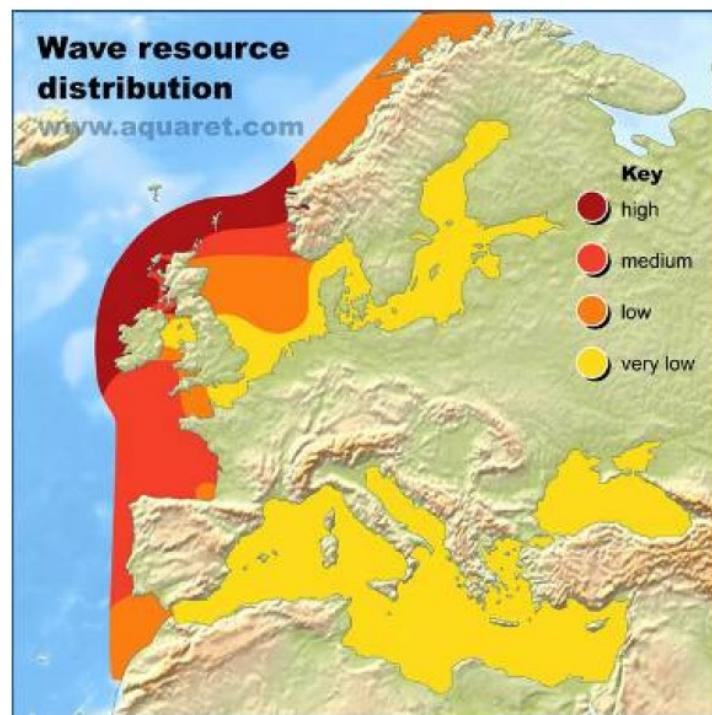 Wave resource
distribution
www.aquaret.com
Key
high
medium
low
very low